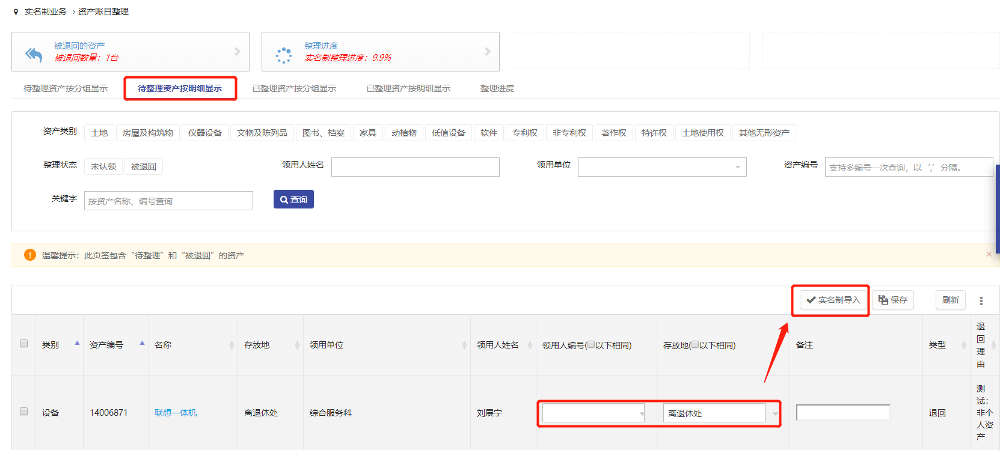 实名制业务 › 资产账目整理
被退回的资产
被退回数量：1台
整理进度
实名制整理进度：9.9%
待整理资产按分组显示 待整理资产按明细显示 已整理资产按分组显示 已整理资产按明细显示 整理进度
资产类别 土地 房屋及构筑物 仪器设备 文物及陈列品 图书、档案 家具 动植物 低值设备 软件 专利权 非专利权 著作权 特许权 土地使用权 其他无形资产
整理状态 未认领 被退回 领用人姓名 领用单位 资产编号 支持多编号一次查询，以‘,’分隔。
关键字 按资产名称、编号查询 查询
温馨提示：此页签包含“待整理”和“被退回”的资产 ×
实名制导入 保存 刷新
类别 资产编号 名称 存放地 领用单位 领用人姓名 领用人编号(以下相同) 存放地(以下相同) 备注 类型
退
回
理
由
设备 14006871 联想一体机 离退休处 综合服务科 刘展宁 离退休处 退回
测
试：
非个
人资
产